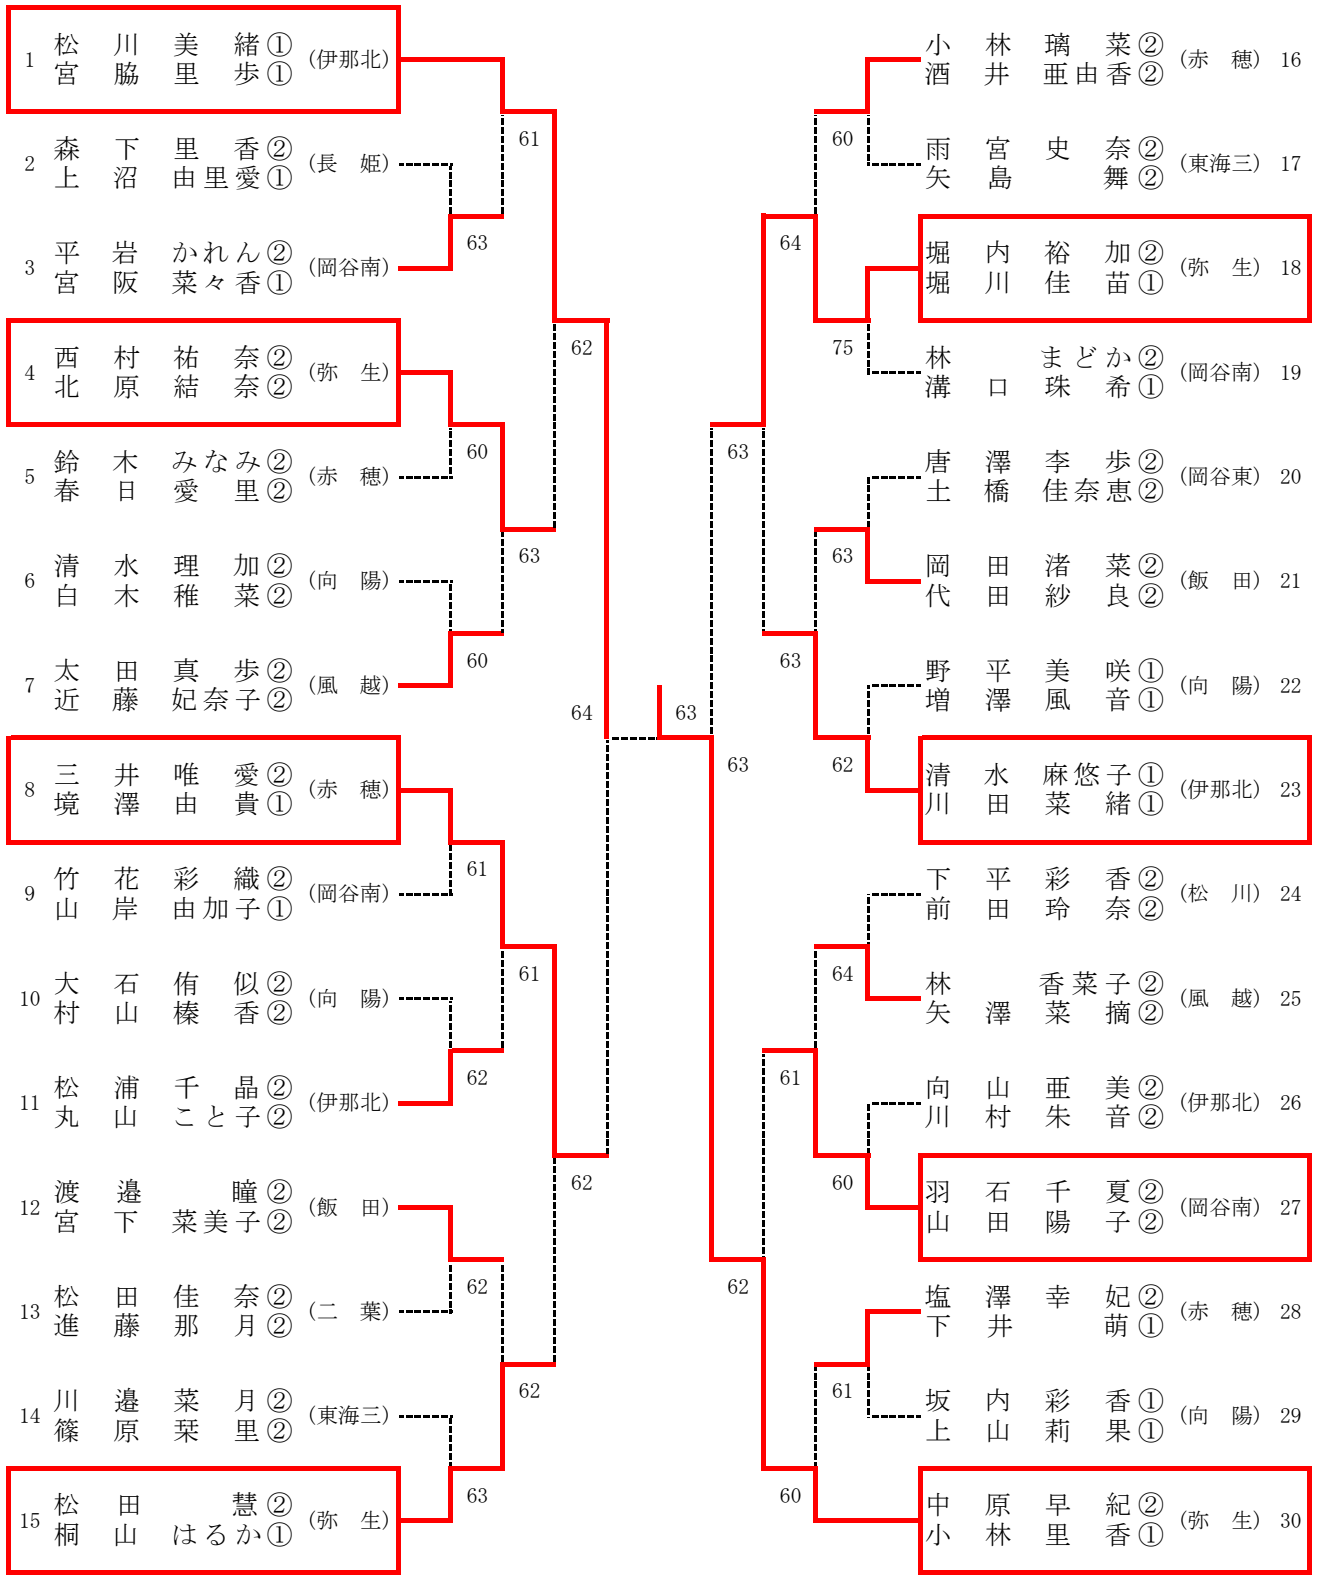 松川美緒①
1 (伊那北)
宮脇里歩①
森下里香②
2 (長姫)
上沼由里愛①
平岩かれん②
3 (岡谷南)
宮阪菜々香①
西村祐奈②
4 (弥生)
北原結奈②
鈴木みなみ②
5 (赤穂)
春日愛里②
清水理加②
6 (向陽)
白木稚菜②
太田真歩②
7 (風越)
近藤妃奈子②
三井唯愛②
8 (赤穂)
境澤由貴①
竹花彩織②
9 (岡谷南)
山岸由加子①
大石侑似②
10 (向陽)
村山榛香②
松浦千晶②
11 (伊那北)
丸山こと子②
渡邉瞳②
12 (飯田)
宮下菜美子②
松田佳奈②
13 (二葉)
進藤那月②
川邉菜月②
14 (東海三)
篠原栞里②
松田慧②
15 (弥生)
桐山はるか①
61
63
62
60
63
60
64
61
61
62
62
62
62
63
63
60
64
75
63
63
63
62
63
64
61
60
62
61
60
小林璃菜②
(赤穂) 16
酒井亜由香②
雨宮史奈②
(東海三) 17
矢島舞②
堀内裕加②
(弥生) 18
堀川佳苗①
林まどか②
(岡谷南) 19
溝口珠希①
唐澤李歩②
(岡谷東) 20
土橋佳奈恵②
岡田渚菜②
(飯田) 21
代田紗良②
野平美咲①
(向陽) 22
増澤風音①
清水麻悠子①
(伊那北) 23
川田菜緒①
下平彩香②
(松川) 24
前田玲奈②
林香菜子②
(風越) 25
矢澤菜摘②
向山亜美②
(伊那北) 26
川村朱音②
羽石千夏②
(岡谷南) 27
山田陽子②
塩澤幸妃②
(赤穂) 28
下井萌①
坂内彩香①
(向陽) 29
上山莉果①
中原早紀②
(弥生) 30
小林里香①